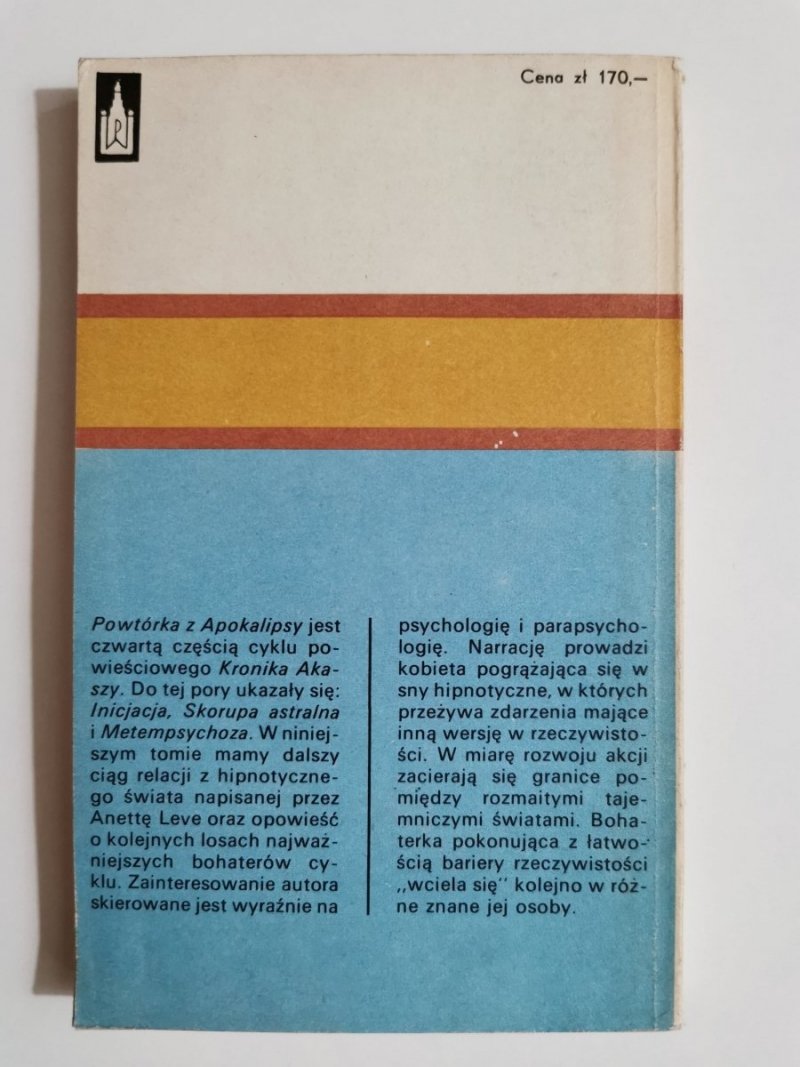 Cena zł 170,—
Powtórka z Apokalipsy jest
czwartą częścią cyklu po-
wieściowego Kronika Aka-
szy. Do tej pory ukazały się:
Inicjacja, Skorupa astralna
i Metempsychoza. W niniej-
szym tomie mamy dalszy
ciąg relacji z hipnotyczne-
go świata napisanej przez
Anettę Leve oraz opowieść
o kolejnych losach najważ-
niejszych bohaterów cy-
klu. Zainteresowanie autora
skierowane jest wyraźnie na
psychologię i parapsycho-
logię. Narrację prowadzi
kobieta pogrążająca się w
sny hipnotyczne, w których
przeżywa zdarzenia mające
inną wersję w rzeczywisto-
ści. W miarę rozwoju akcji
zacierają się granice po-
między rozmaitymi taje-
mniczymi światami. Boha-
terka pokonująca z łatwo-
ścią bariery rzeczywistości
„wciela się" kolejno w róż-
ne znane jej osoby.